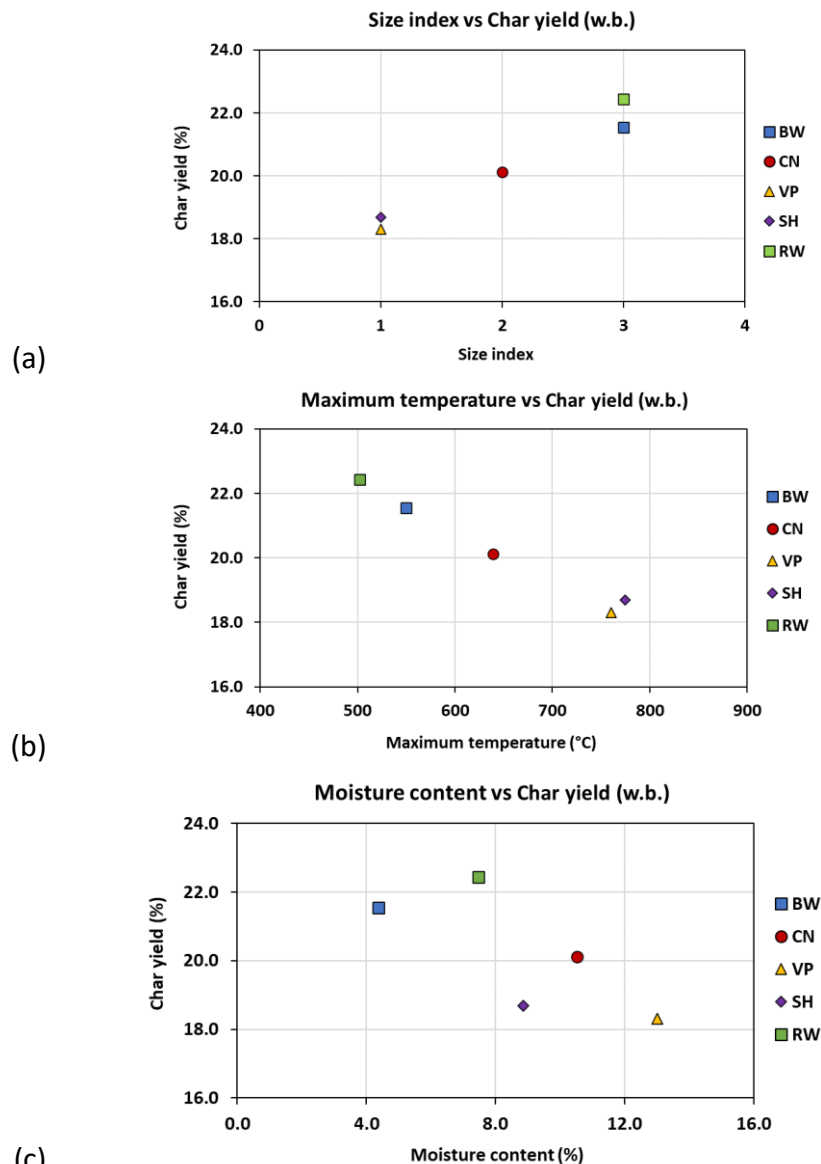 Size index vs Char yield (w.b.)
24.0
22.0
20.0
18.0
16.0
Char yield (%)
0 1 2 3 4
Size index
BW
CN
VP
SH
RW
(a)
Maximum temperature vs Char yield (w.b.)
24.0
22.0
20.0
18.0
16.0
Char yield (%)
400 500 600 700 800 900
Maximum temperature (°C)
BW
CN
VP
SH
RW
(b)
Moisture content vs Char yield (w.b.)
24.0
22.0
20.0
18.0
16.0
Char yield (%)
0.0 4.0 8.0 12.0 16.0
Moisture content (%)
BW
CN
VP
SH
RW
(c)